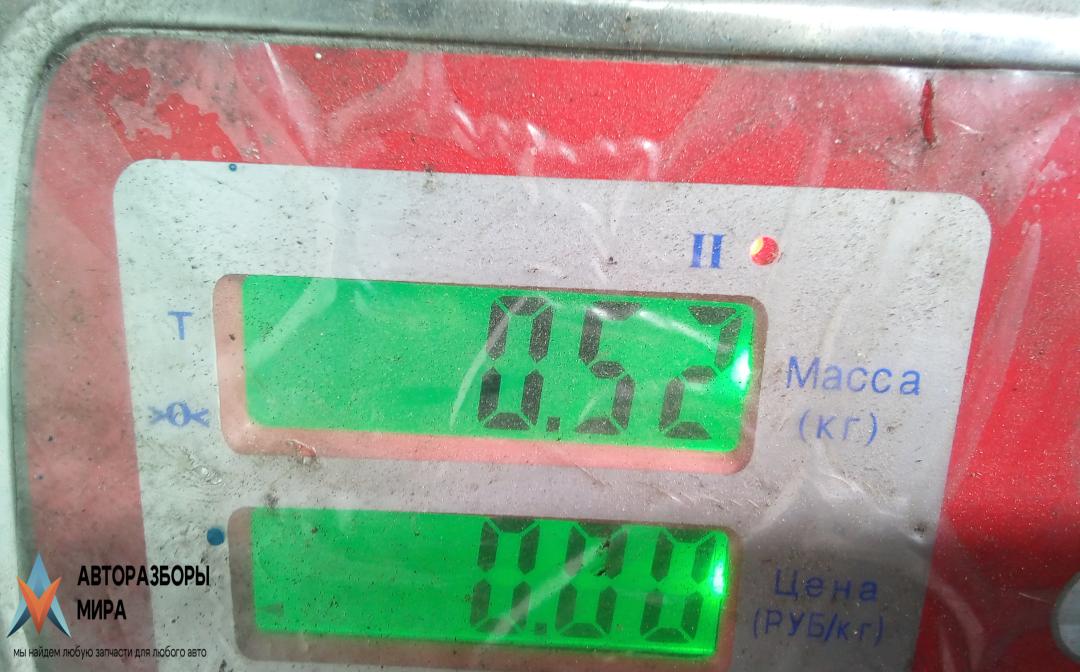 II
0.52
T
Масса
(кг)
>0<
0.00
Цена
(РУБ/кг)
АВТОРАЗБОРЫ
МИРА
мы найдем любую запчасти для любого авто